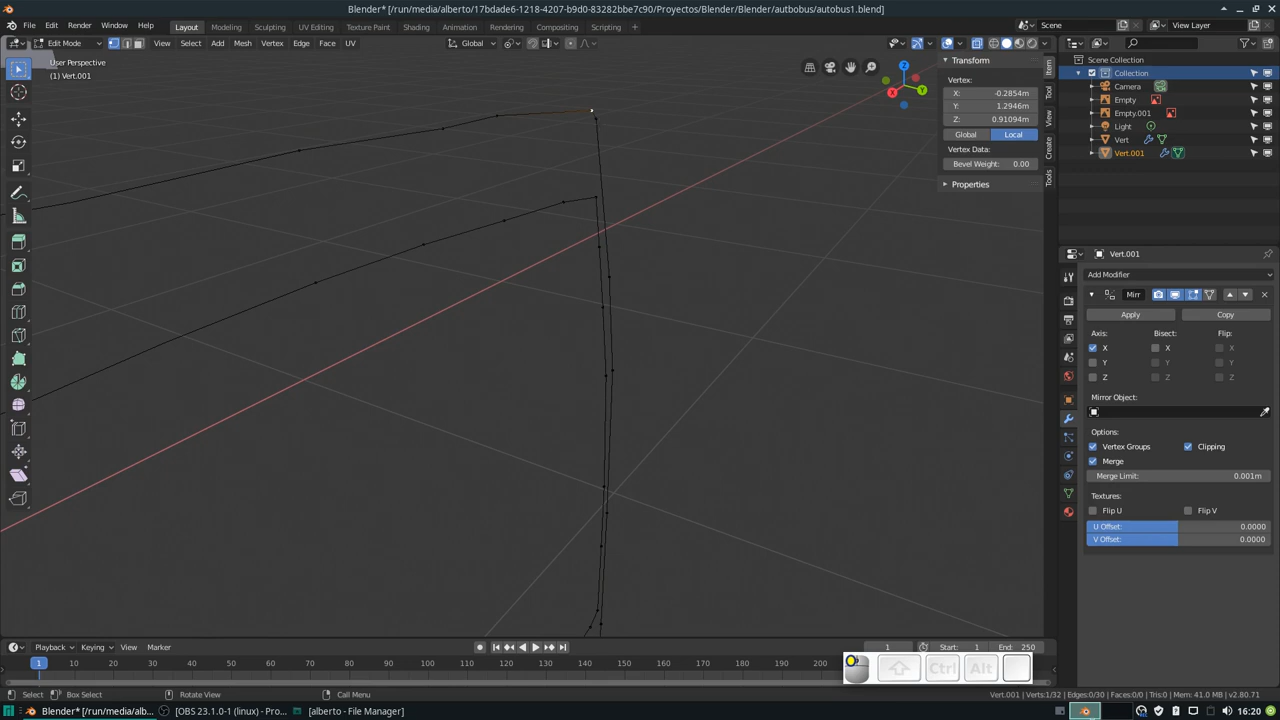 Blender* [/run/media/alberto/17bdade6-1218-4207-b9d0-83282bbe7c90/Proyectos/Blender/Blender/autbobus/autobus1.blend]
File Edit Render Window Help Layout Modeling Sculpting UV Editing Texture Paint Shading Animation Rendering Compositing Scripting Scene View Layer
Edit Mode View Select Add Mesh Vertex Edge Face UV Global
User Perspective
(1) Vert.001
Transform
Vertex:
X: -0.2854m
Y: 1.2946m
Z: 0.91094m
Global Local
Vertex Data:
Bevel Weight: 0.00
Properties
Item
Tool
View
Create
Tools
Z
X
Y
Scene Collection
Collection
Camera
Empty
Empty.001
Light
Vert
Vert.001
Vert.001
Add Modifier
Mirr
Apply Copy
Axis: Bisect: Flip:
X X X
Y Y Y
Z Z Z
Mirror Object:
Options:
Vertex Groups Clipping
Merge
Merge Limit: 0.001m
Textures:
Flip U Flip V
U Offset: 0.0000
V Offset: 0.0000
Playback Keying View Marker 1 Start: 1 End: 250
1 10 20 30 40 50 60 70 80 90 100 110 120 130 140 150 160 170 180 190 200
Ctrl Alt
Select Box Select Rotate View Call Menu Vert.001 | Verts:1/32 | Edges:0/30 | Faces:0/0 | Tris:0 | Mem: 41.0 MB | v2.80.71
Blender* [/run/media/alb... [OBS 23.1.0-1 (linux) - Pro... [alberto - File Manager] 16:20